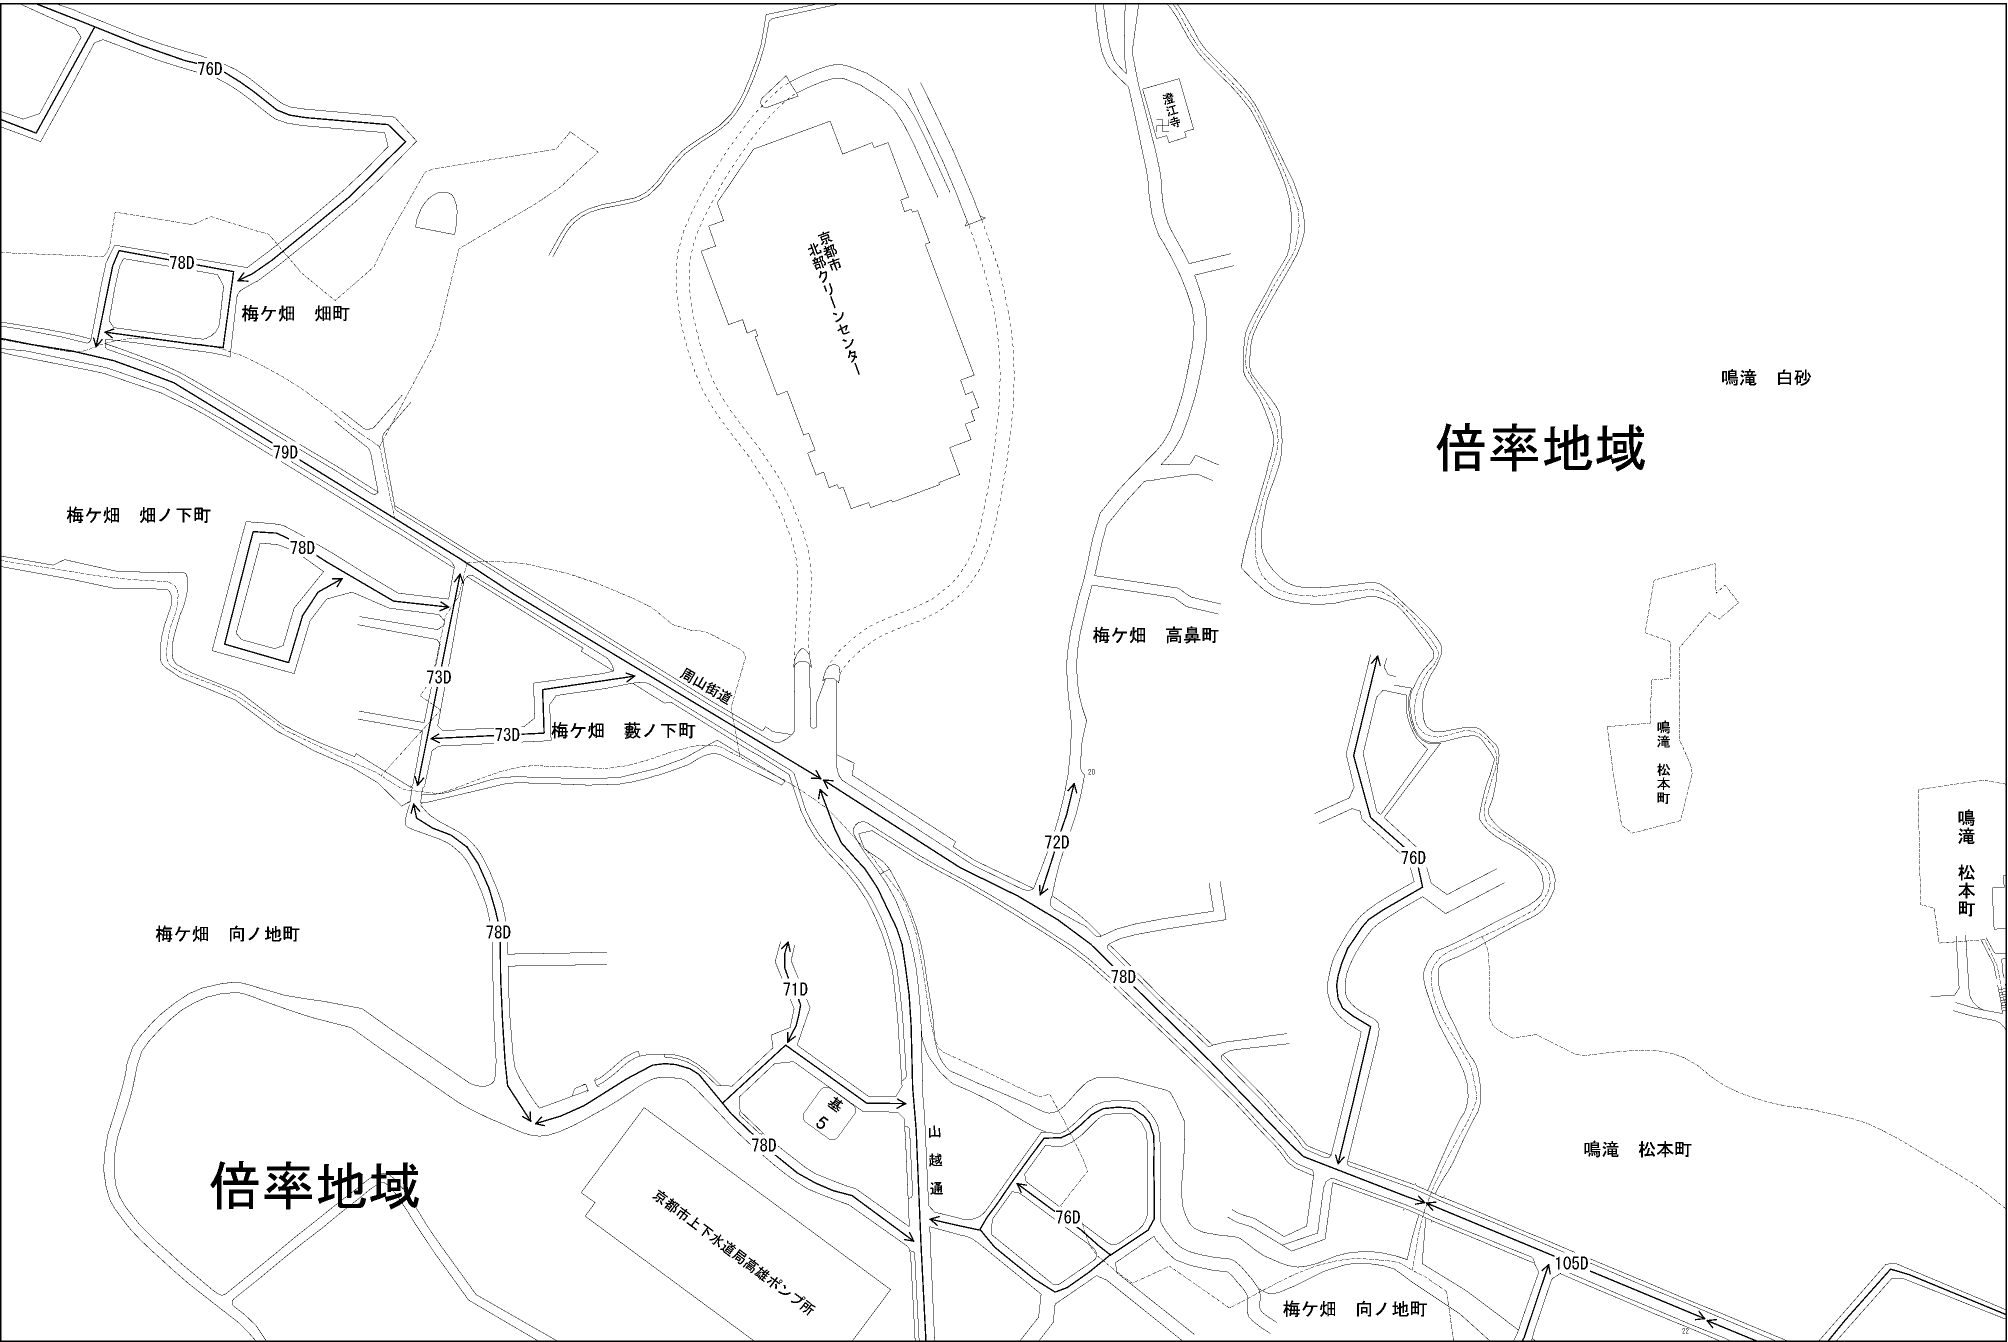 76D
澄江寺
78D
京都市
北部クリーンセンター
梅ケ畑　畑町
鳴滝　白砂
倍率地域
79D
梅ケ畑　畑ノ下町
78D
梅ケ畑　高鼻町
73D
周山街道
73D
梅ケ畑　藪ノ下町
鳴滝　松本町
20
鳴滝　松本町
72D
76D
梅ケ畑　向ノ地町
78D
78D
71D
基
5
山越通
78D
鳴滝　松本町
倍率地域
京都市上下水道局高雄ポンプ所
76D
105D
梅ケ畑　向ノ地町
22